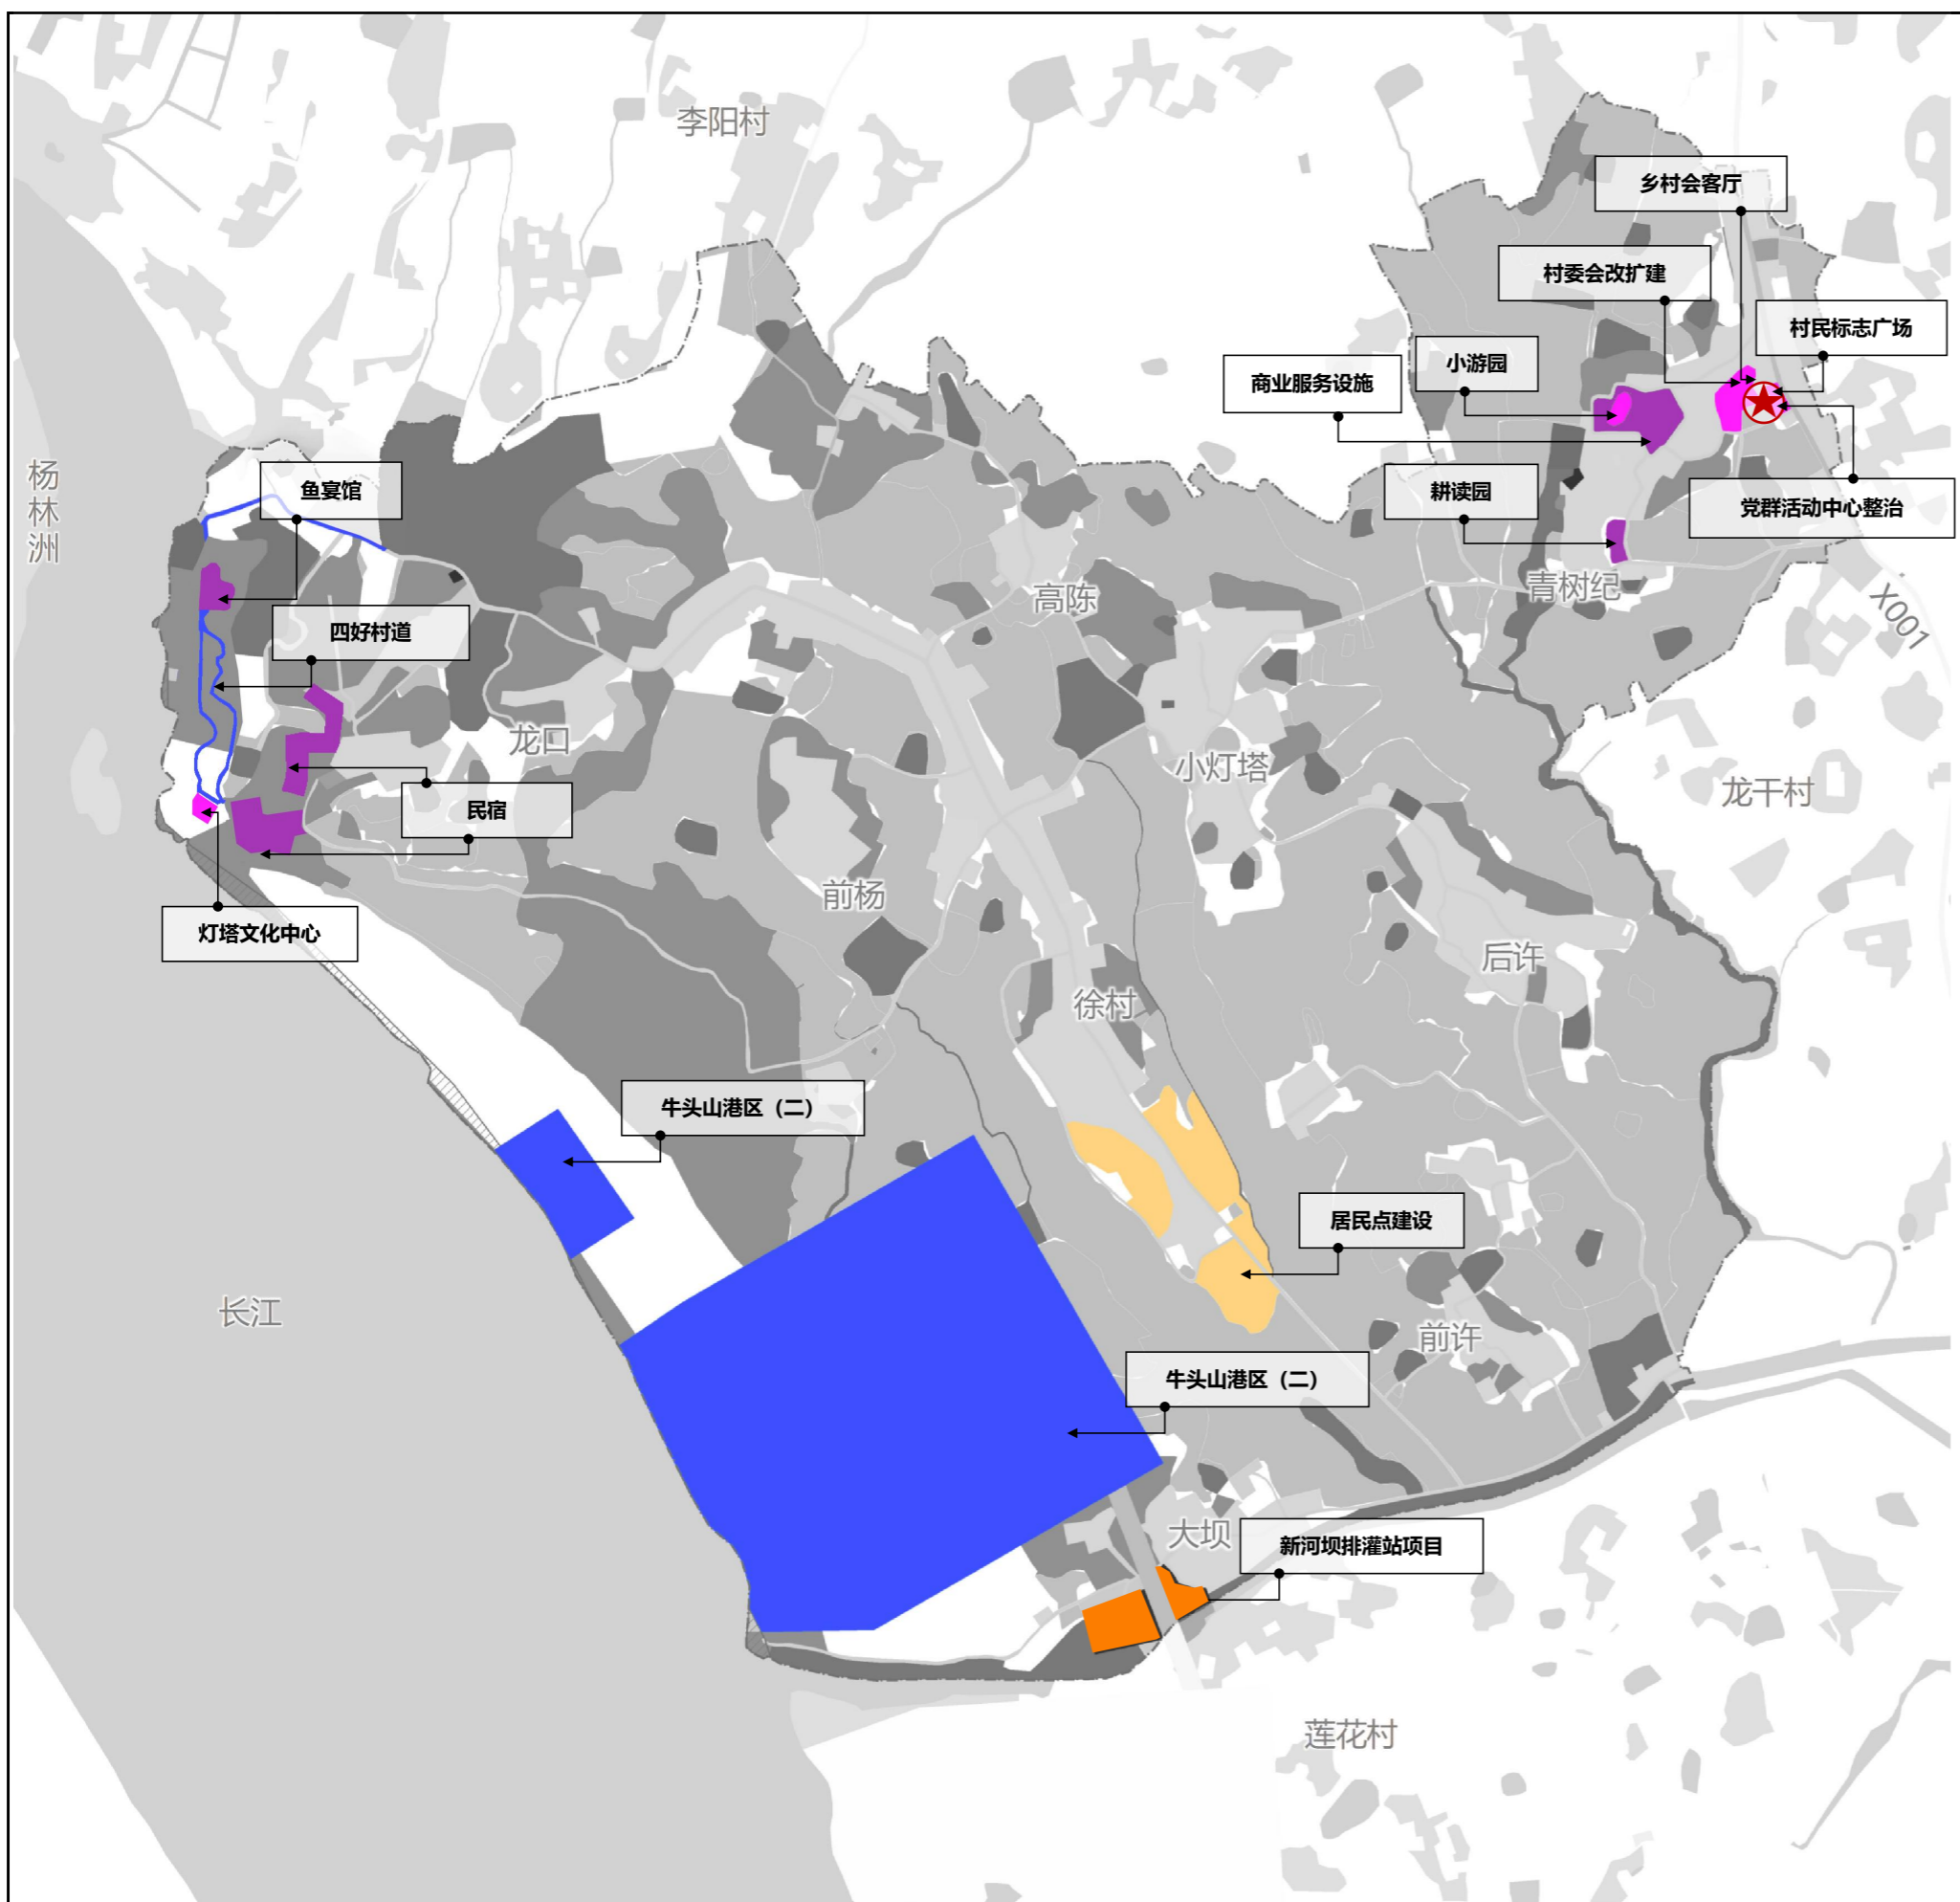 李阳村
乡村会客厅
村委会改扩建
村民标志广场
小游园
商业服务设施
耕读园
党群活动中心整治
杨林洲
鱼宴馆
青树纪
高陈
X001
四好村道
龙口
小灯塔
龙干村
民宿
前杨
灯塔文化中心
后许
徐村
牛头山港区（二）
居民点建设
长江
前许
牛头山港区（二）
大坝
新河坝排灌站项目
莲花村